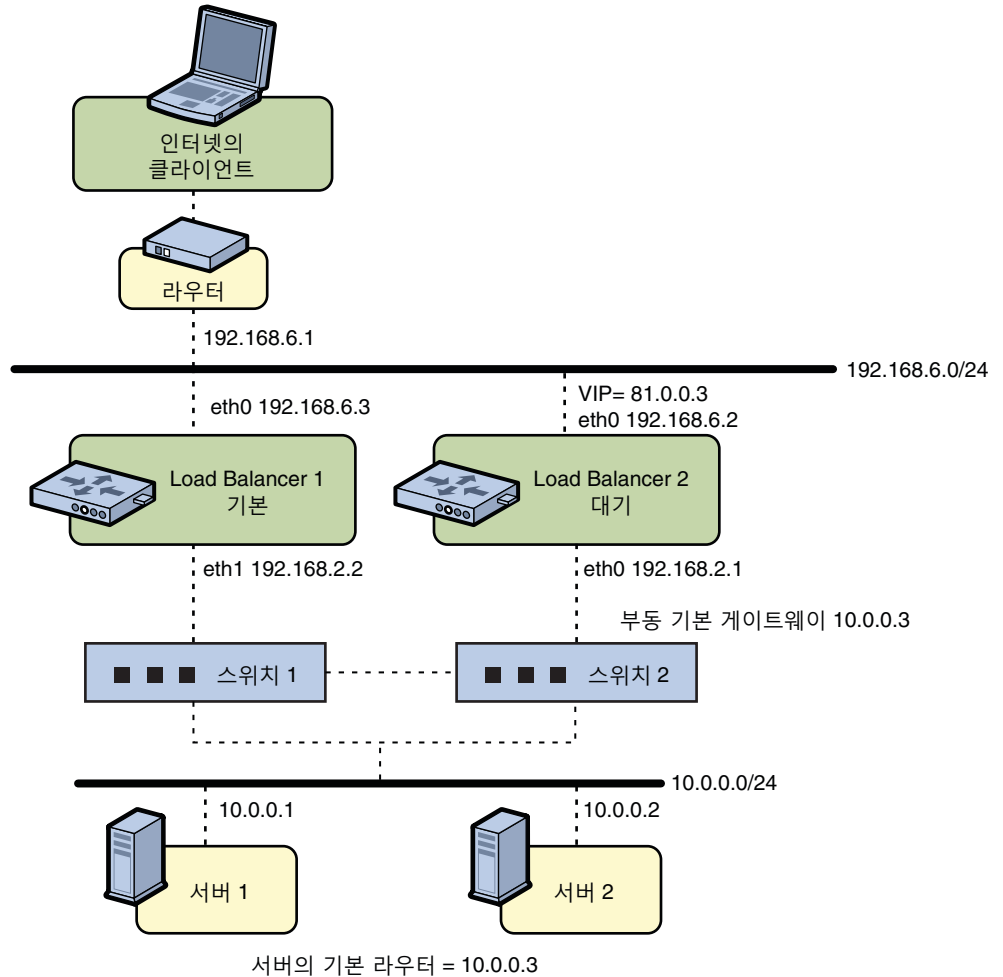 인터넷의
클라이언트
라우터
192.168.6.1
192.168.6.0/24
eth0 192.168.6.3
VIP= 81.0.0.3
eth0 192.168.6.2
Load Balancer 1
기본
Load Balancer 2
대기
eth1 192.168.2.2
eth0 192.168.2.1
부동 기본 게이트웨이 10.0.0.3
스위치 1
스위치 2
10.0.0.0/24
10.0.0.1
10.0.0.2
서버 1
서버 2
서버의 기본 라우터 = 10.0.0.3